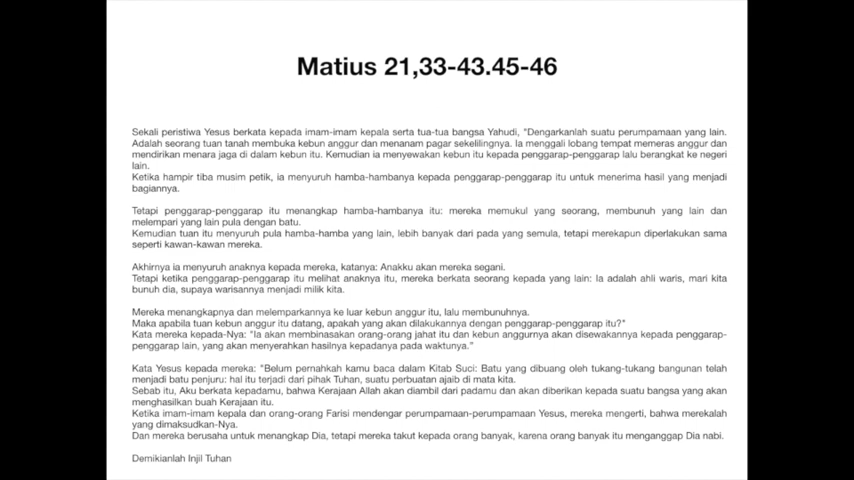 Matius 21,33-43.45-46
Sekali peristiwa Yesus berkata kepada imam-imam kepala serta tua-tua bangsa Yahudi, "Dengarkanlah suatu perumpamaan yang lain.
Adalah seorang tuan tanah membuka kebun anggur dan menanam pagar sekelilingnya. Ia menggali lobang tempat memeras anggur dan
mendirikan menara jaga di dalam kebun itu. Kemudian ia menyewakan kebun itu kepada penggarap-penggarap lalu berangkat ke negeri
lain.
Ketika hampir tiba musim petik, ia menyuruh hamba-hambanya kepada penggarap-penggarap itu untuk menerima hasil yang menjadi
bagiannya.
Tetapi penggarap-penggarap itu menangkap hamba-hambanya itu: mereka memukul yang seorang, membunuh yang lain dan
melempari yang lain pula dengan batu.
Kemudian tuan itu menyuruh pula hamba-hamba yang lain, lebih banyak dari pada yang semula, tetapi merekapun diperlakukan sama
seperti kawan-kawan mereka.
Akhirnya ia menyuruh anaknya kepada mereka, katanya: Anakku akan mereka segani.
Tetapi ketika penggarap-penggarap itu melihat anaknya itu, mereka berkata seorang kepada yang lain: Ia adalah ahli waris, mari kita
bunuh dia, supaya warisannya menjadi milik kita.
Mereka menangkapnya dan melemparkannya ke luar kebun anggur itu, lalu membunuhnya.
Maka apabila tuan kebun anggur itu datang, apakah yang akan dilakukannya dengan penggarap-penggarap itu?"
Kata mereka kepada-Nya: "Ia akan membinasakan orang-orang jahat itu dan kebun anggurnya akan disewakannya kepada penggarap-
penggarap lain, yang akan menyerahkan hasilnya kepadanya pada waktunya."
Kata Yesus kepada mereka: "Belum pernahkah kamu baca dalam Kitab Suci: Batu yang dibuang oleh tukang-tukang bangunan telah
menjadi batu penjuru: hal itu terjadi dari pihak Tuhan, suatu perbuatan ajaib di mata kita.
Sebab itu, Aku berkata kepadamu, bahwa Kerajaan Allah akan diambil dari padamu dan akan diberikan kepada suatu bangsa yang akan
menghasilkan buah Kerajaan itu.
Ketika imam-imam kepala dan orang-orang Farisi mendengar perumpamaan-perumpamaan Yesus, mereka mengerti, bahwa merekalah
yang dimaksudkan-Nya.
Dan mereka berusaha untuk menangkap Dia, tetapi mereka takut kepada orang banyak, karena orang banyak itu menganggap Dia nabi.
Demikianlah Injil Tuhan